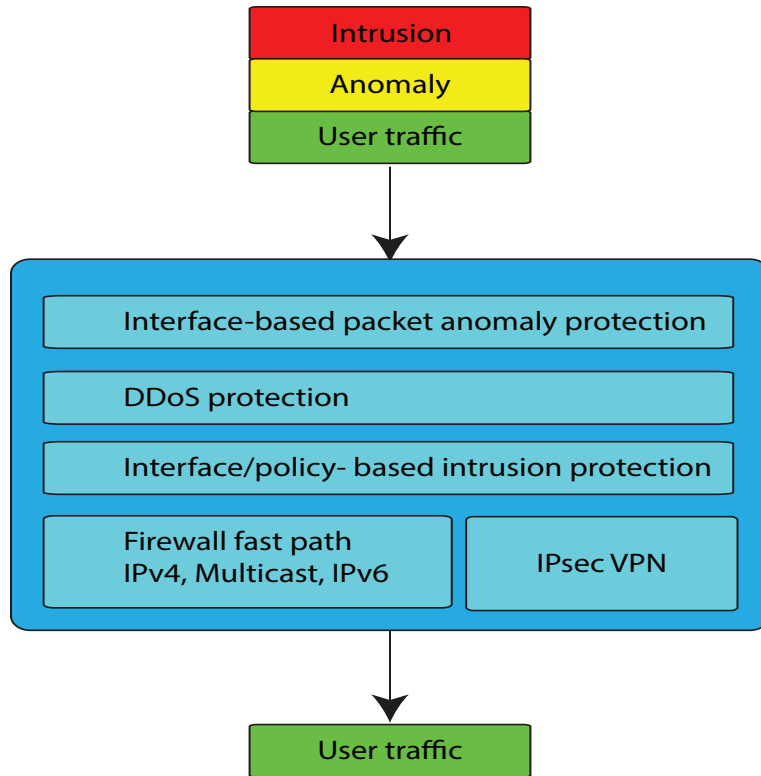 Intrusion
Anomaly
User traffic
Interface-based packet anomaly protection
DDoS protection
Interface/policy- based intrusion protection
Firewall fast path
IPv4, Multicast, IPv6
IPsec VPN
User traffic